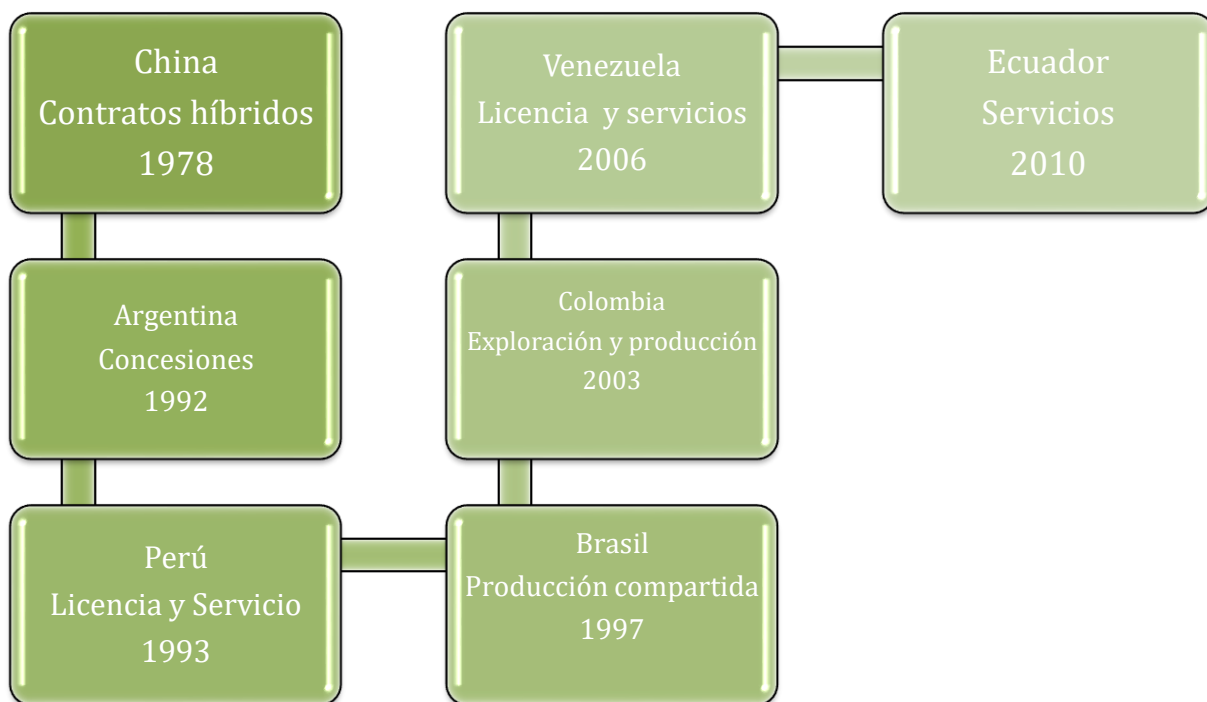 China
Contratos híbridos
1978
Argentina
Concesiones
1992
Perú
Licencia y Servicio
1993
Brasil
Producción compartida
1997
Colombia
Exploración y producción
2003
Venezuela
Licencia y servicios
2006
Ecuador
Servicios
2010